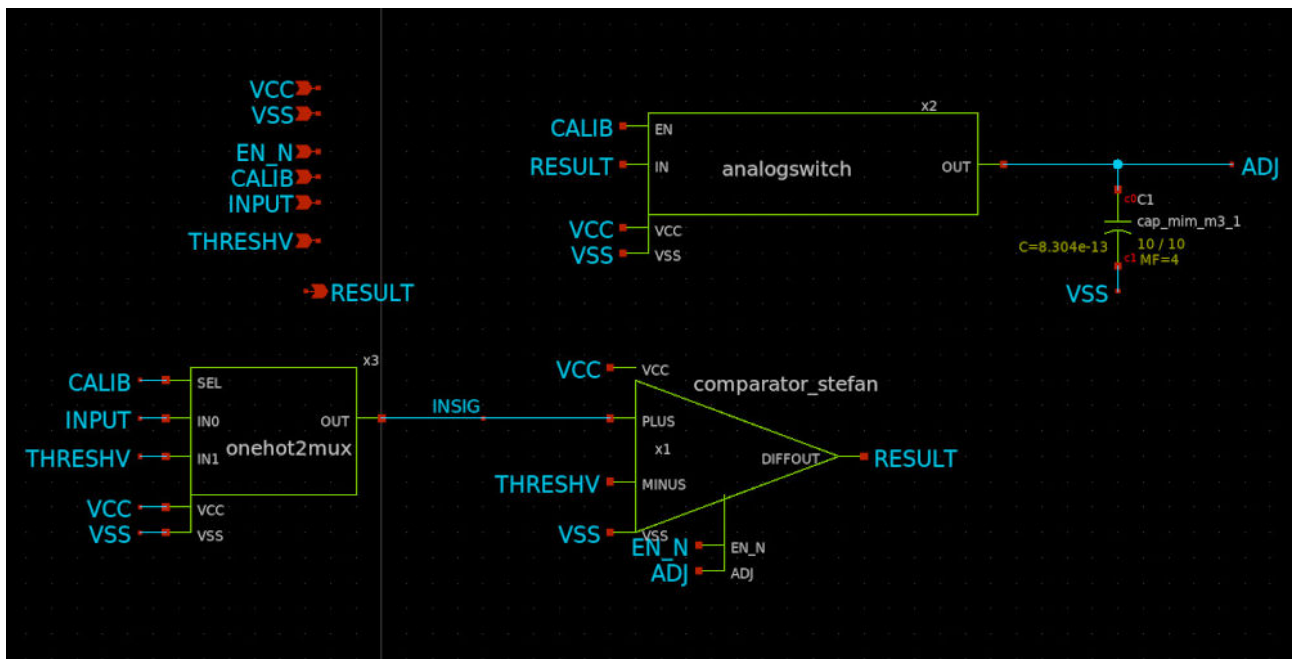 VCC
VSS
EN_N
CALIB
INPUT
THRESHV
RESULT
x2
CALIB EN
RESULT IN analogswitch OUT ADJ
VCC VCC
VSS VSS
c0 C1
cap_mim_m3_1
C=8.304e-13 10 / 10
c1 MF=4
VSS
x3
CALIB SEL
INPUT IN0 OUT INSIG
THRESHV IN1 onehot2mux
VCC VCC
VSS VSS
VCC VCC
comparator_stefan
PLUS
x1
DIFFOUT RESULT
THRESHV MINUS
VSS VSS
EN_N EN_N
ADJ ADJ